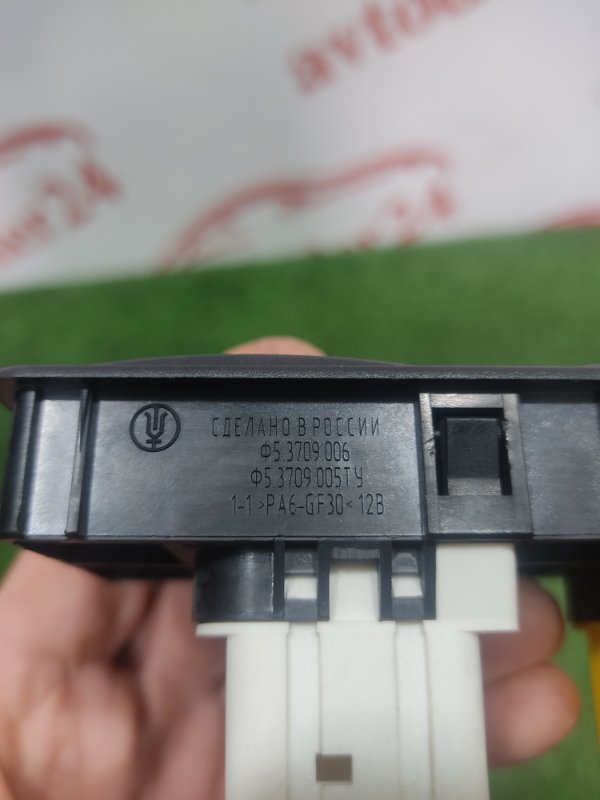 СДЕЛАНО В РОССИИ
Ф5.3709 006
Ф5.3709 005ТУ
1-1 >PA6-GF30< 12В